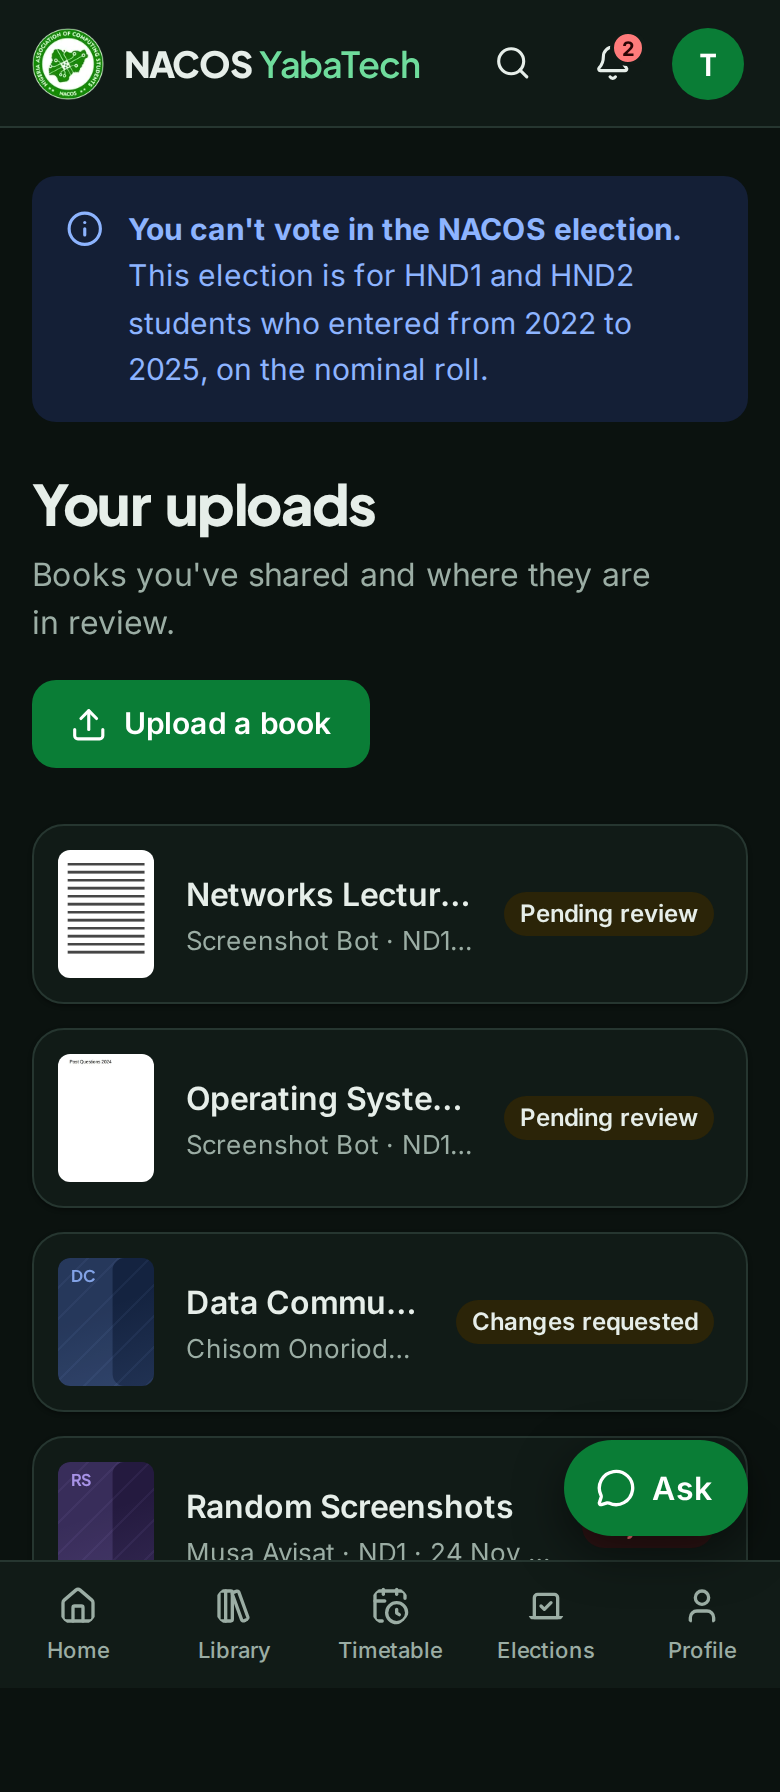 NACOS YabaTech
2
T
You can't vote in the NACOS election.
This election is for HND1 and HND2
students who entered from 2022 to
2025, on the nominal roll.
Your uploads
Books you've shared and where they are
in review.
Upload a book
Networks Lectur...
Screenshot Bot · ND1...
Pending review
Past Questions 2024
Operating Syste...
Screenshot Bot · ND1...
Pending review
DC
Data Commu...
Chisom Onoriod...
Changes requested
RS
Random Screenshots
Musa Avisat · ND1 · 24 Nov ...
Ask
Home
Library
Timetable
Elections
Profile